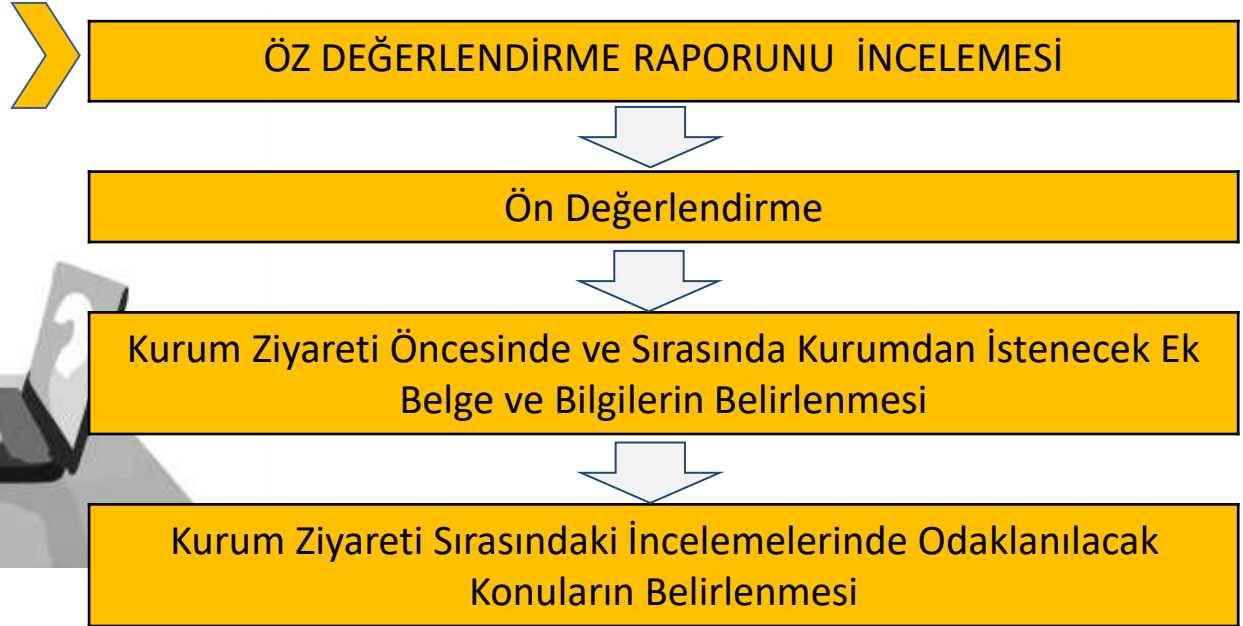 ÖZ DEĞERLENDİRME RAPORUNU İNCELEMESİ
Ön Değerlendirme
Kurum Ziyareti Öncesinde ve Sırasında Kurumdan İstenecek Ek
Belge ve Bilgilerin Belirlenmesi
Kurum Ziyareti Sırasındaki İncelemelerinde Odaklanılacak
Konuların Belirlenmesi